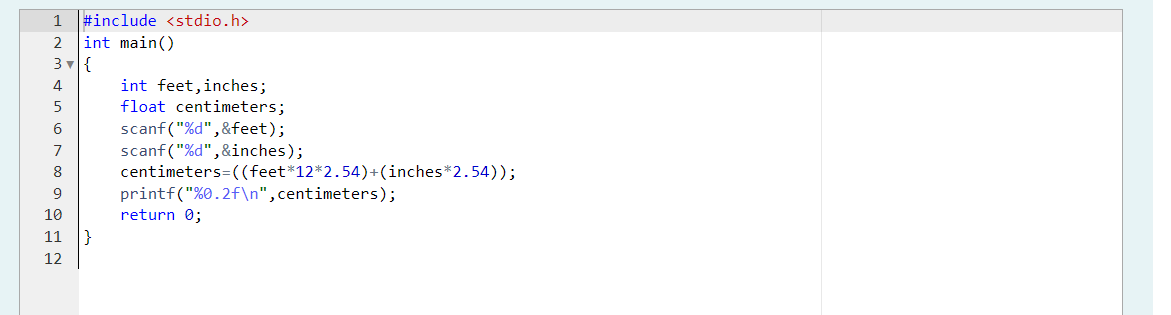 1 #include <stdio.h>
2 int main()
3 {
4     int feet,inches;
5     float centimeters;
6     scanf("%d",&feet);
7     scanf("%d",&inches);
8     centimeters=((feet*12*2.54)+(inches*2.54));
9     printf("%0.2f\n",centimeters);
10     return 0;
11 }
12